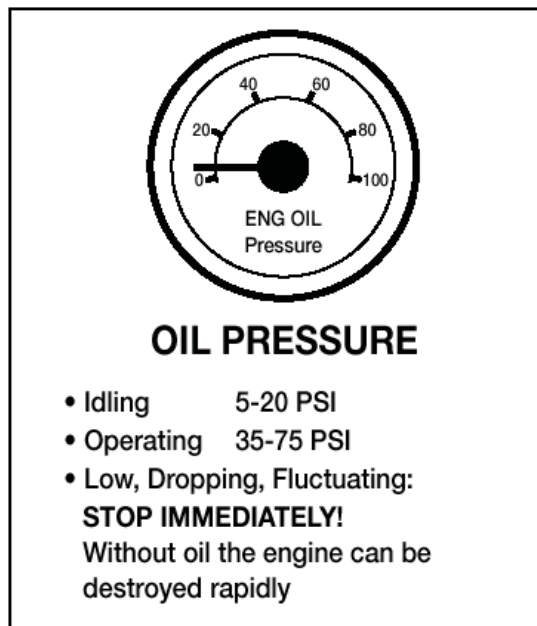 40 60
20 80
0 100
ENG OIL
Pressure
OIL PRESSURE
• Idling 5-20 PSI
• Operating 35-75 PSI
• Low, Dropping, Fluctuating:
STOP IMMEDIATELY!
Without oil the engine can be
destroyed rapidly